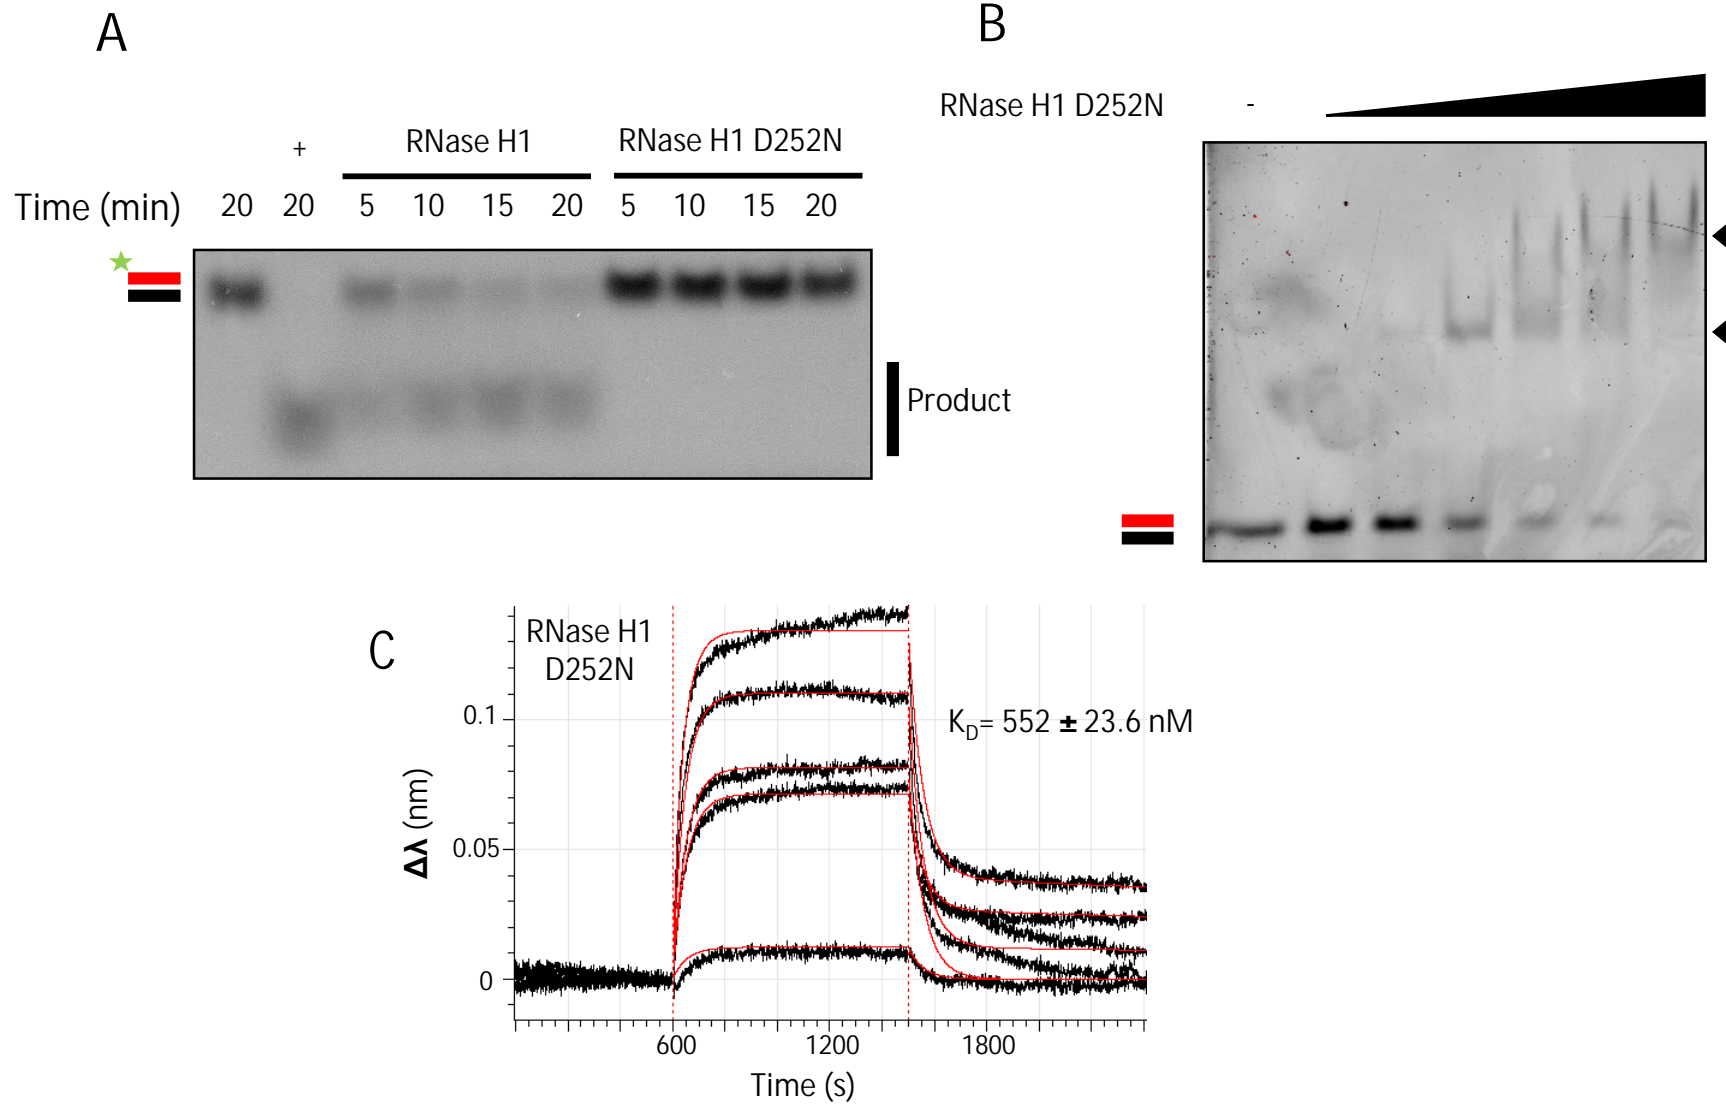 A
B
RNase H1 D252N -
+ RNase H1 RNase H1 D252N
Time (min) 20 20 5 10 15 20 5 10 15 20
Product
C
RNase H1
D252N
0.1
K_D= 552 ± 23.6 nM
0.05
0
Δλ (nm)
600 1200 1800
Time (s)